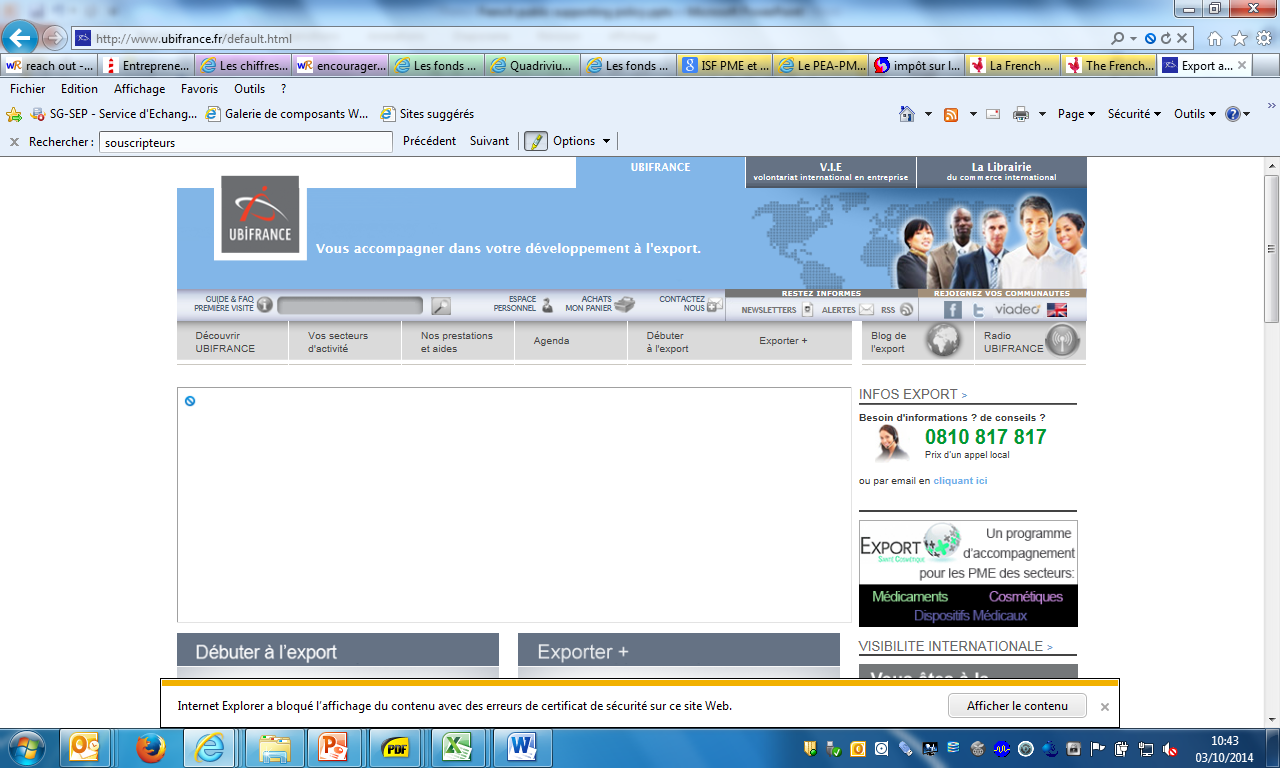 http://www.ubifrance.fr/default.html
reach out -... Entreprene... Les chiffres... encourager... Les fonds ... Quadriviu... Les fonds ... ISF PME et ... Le PEA-PM... impôt sur l... La French ... The French... Export a...
Fichier Edition Affichage Favoris Outils ?
SG-SEP - Service d'Echang... Galerie de composants W... Sites suggérés Page Sécurité Outils
Rechercher : souscripteurs Précédent Suivant Options
UBIFRANCE V.I.E La Librairie
volontariat international en entreprise du commerce international
UBIFRANCE
Vous accompagner dans votre développement à l'export.
RESTEZ INFORMES REJOIGNEZ VOS COMMUNAUTES
GUIDE & FAQ ESPACE ACHATS CONTACTEZ
PREMIÈRE VISITE PERSONNEL MON PANIER NOUS NEWSLETTERS ALERTES RSS viadeo
Découvrir Vos secteurs Nos prestations Agenda Débuter Exporter + Blog de Radio
UBIFRANCE d'activité et aides à l'export l'export UBIFRANCE
INFOS EXPORT >
Besoin d'informations ? de conseils ?
0810 817 817
Prix d'un appel local
ou par email en cliquant ici
EXPORT Un programme
d'accompagnement
pour les PME des secteurs:
Médicaments Cosmétiques
Dispositifs Médicaux
VISIBILITE INTERNATIONALE >
Débuter à l'export Exporter +
Internet Explorer a bloqué l'affichage du contenu avec des erreurs de certificat de sécurité sur ce site Web. Afficher le contenu
PDF
10:43
03/10/2014